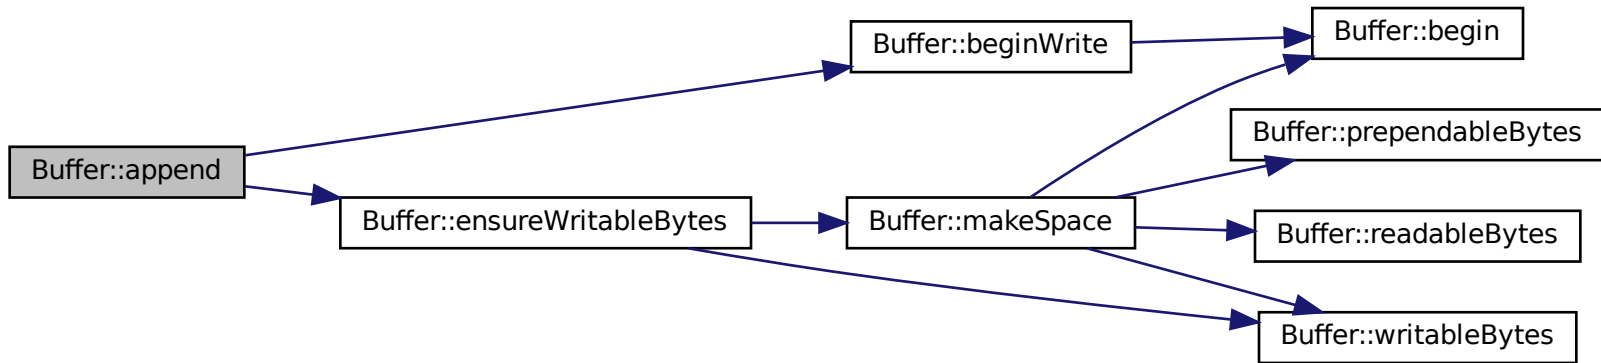 Buffer::append
Buffer::beginWrite
Buffer::begin
Buffer::ensureWritableBytes
Buffer::makeSpace
Buffer::prependableBytes
Buffer::readableBytes
Buffer::writableBytes